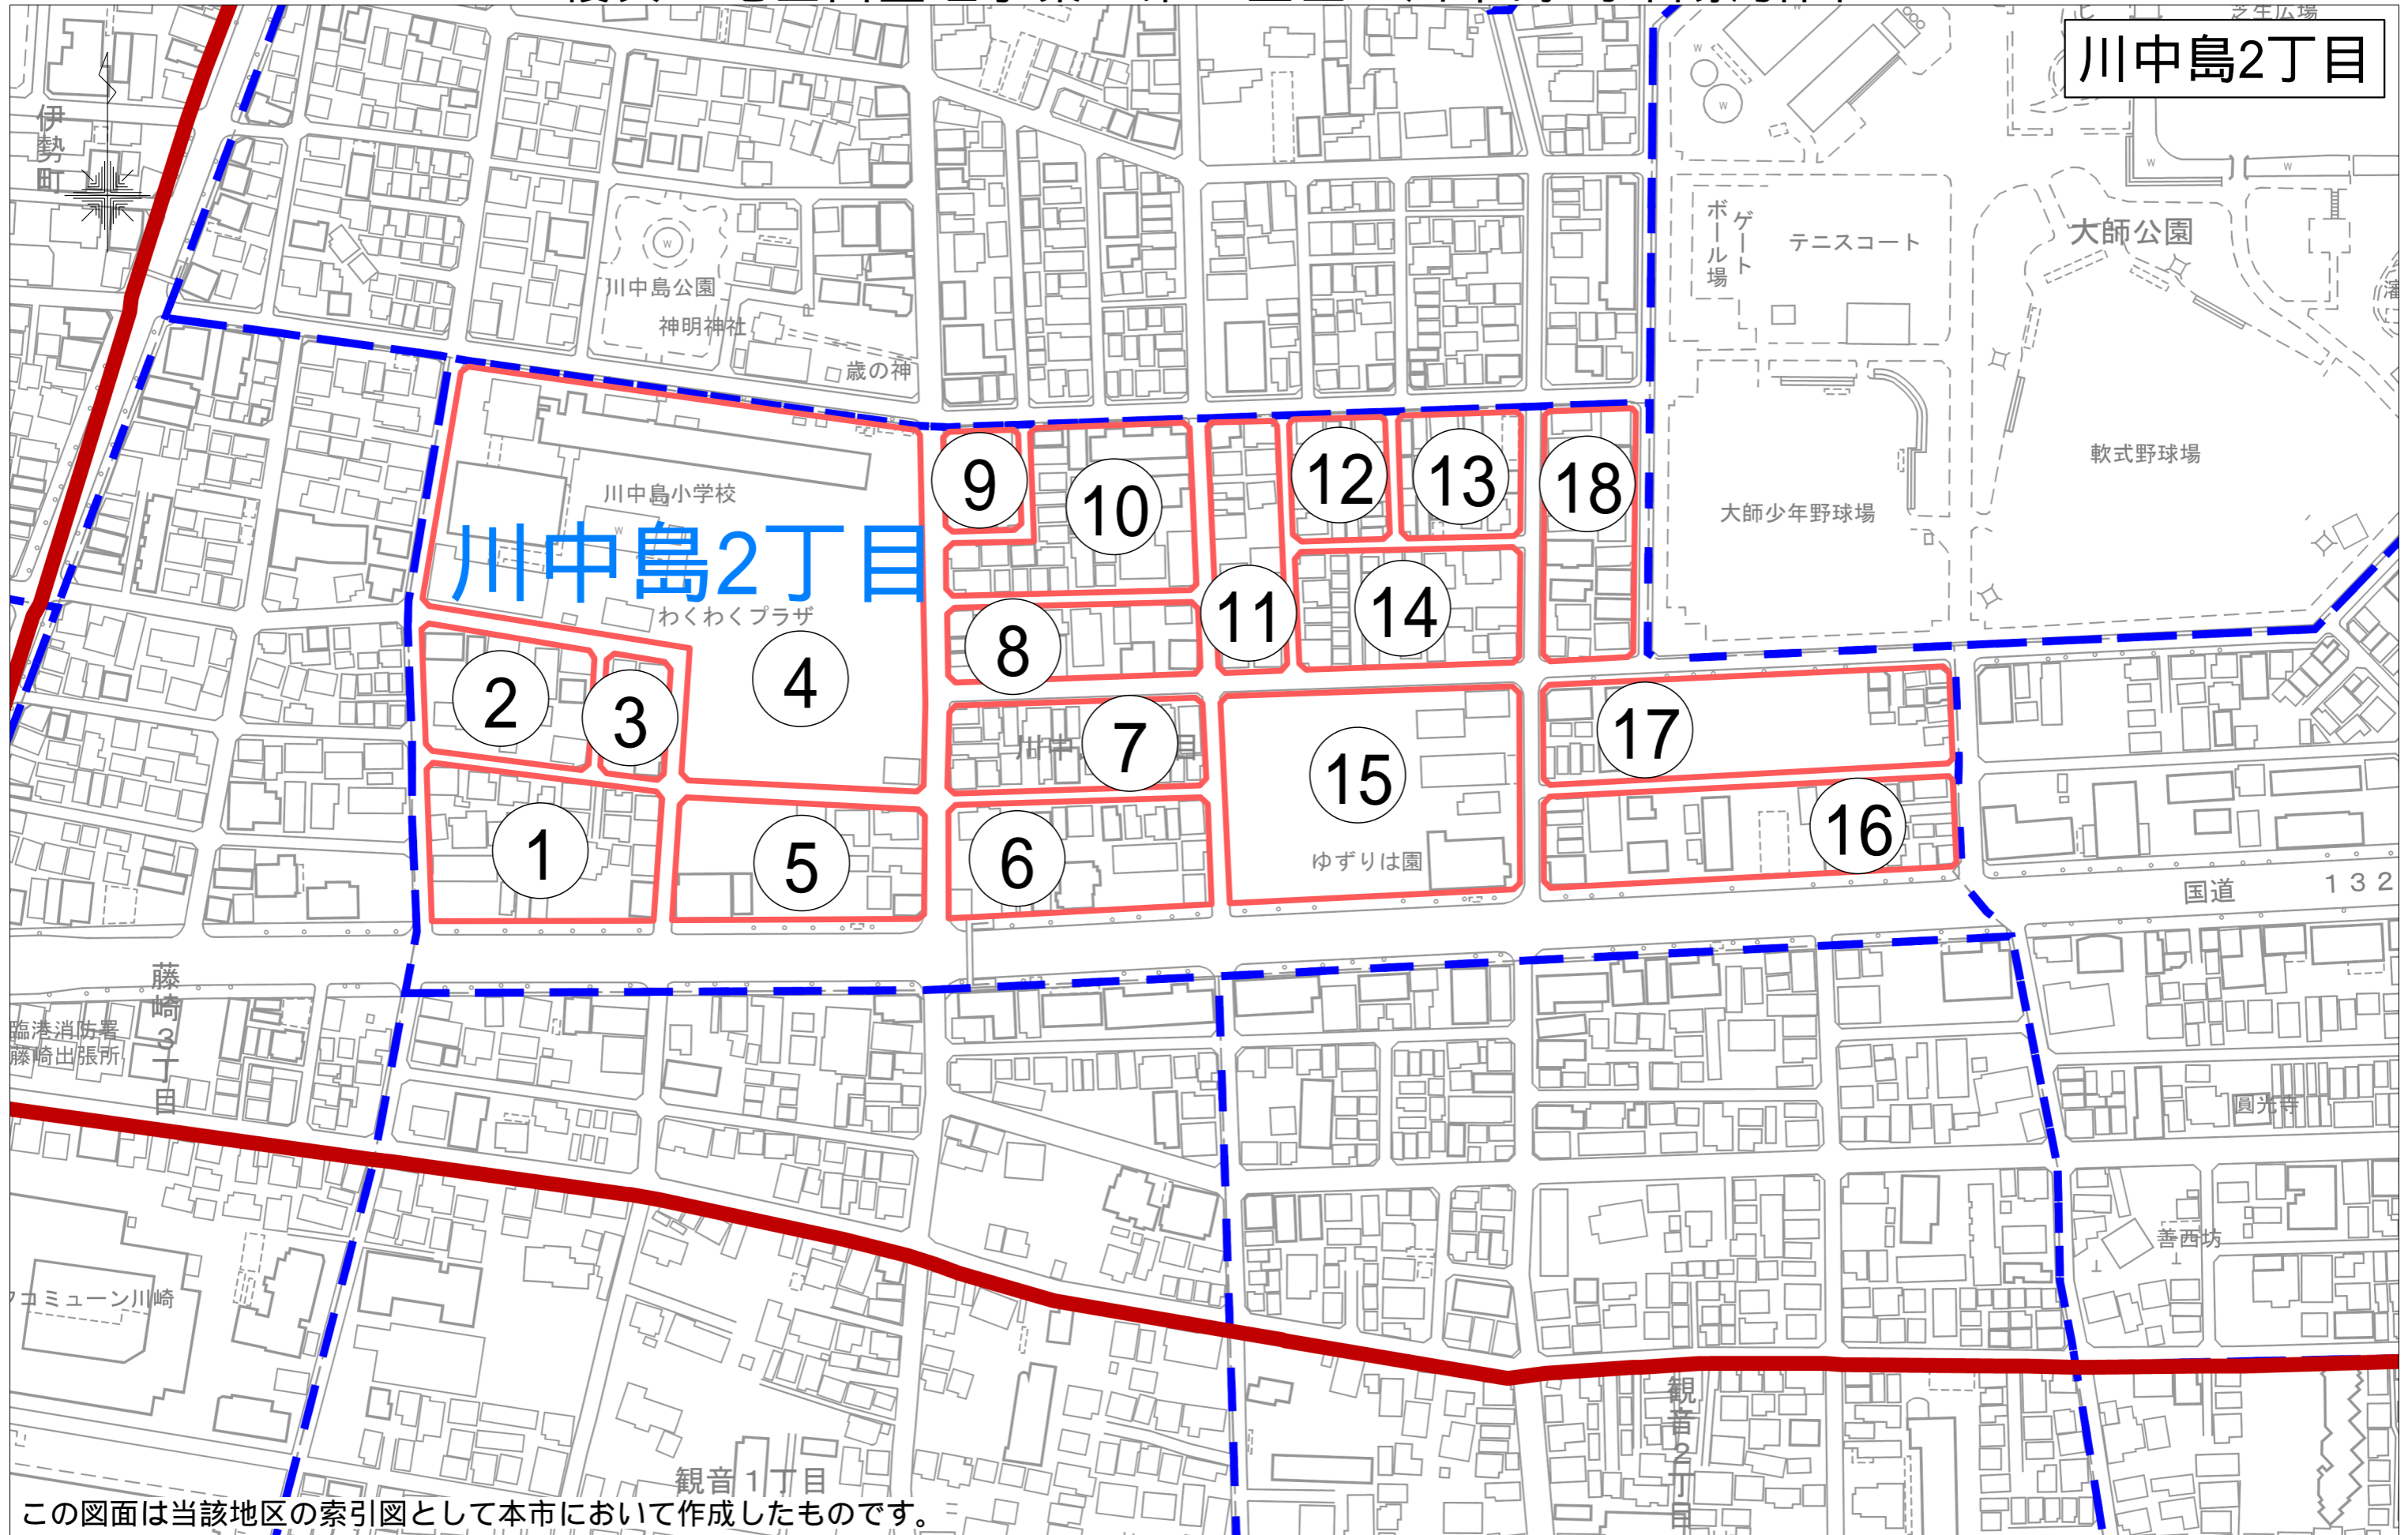 川中島2丁目
芝生広場
伊勢町
大師公園
ゲート
ボール場
テニスコート
川中島公園
神明神社
歳の神
軟式野球場
大師少年野球場
川中島小学校
川中島2丁目
わくわくプラザ
9
10
11
12
13
18
8
14
2
3
4
7
15
17
1
5
6
16
ゆずりは園
国道 132
藤崎3丁目
臨港消防署
藤崎出張所
圓光寺
善西坊
コミューン川崎
観音2丁目
観音1丁目
この図面は当該地区の索引図として本市において作成したものです。